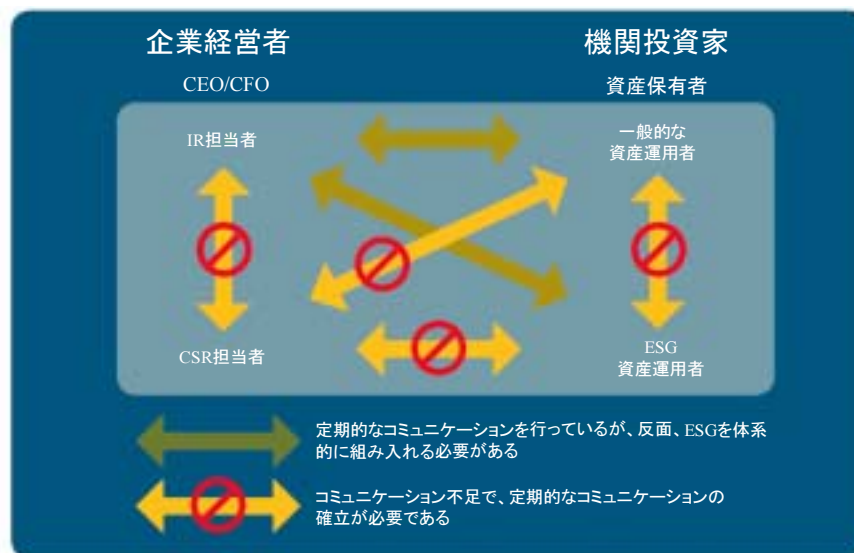 企業経営者
機関投資家
CEO/CFO
資産保有者
IR担当者
一般的な
資産運用者
CSR担当者
ESG
資産運用者
定期的なコミュニケーションを行っているが、反面、ESGを体系
的に組み入れる必要がある
コミュニケーション不足で、定期的なコミュニケーションの
確立が必要である